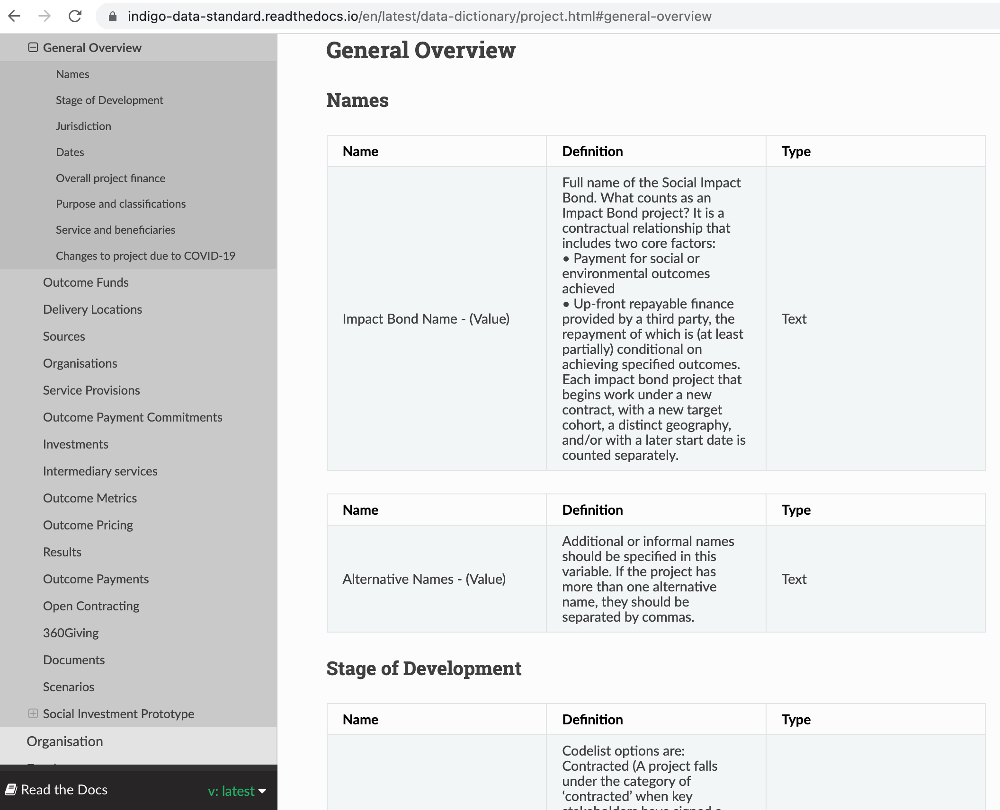 indigo-data-standard.readthedocs.io/en/latest/data-dictionary/project.html#general-overview
General Overview
Names
Stage of Development
Jurisdiction
Dates
Overall project finance
Purpose and classifications
Service and beneficiaries
Changes to project due to COVID-19
Outcome Funds
Delivery Locations
Sources
Organisations
Service Provisions
Outcome Payment Commitments
Investments
Intermediary services
Outcome Metrics
Outcome Pricing
Results
Outcome Payments
Open Contracting
360Giving
Documents
Scenarios
Social Investment Prototype
Organisation
Read the Docs
v: latest
General Overview
Names
Name Definition Type
Impact Bond Name - (Value)
Full name of the Social Impact
Bond. What counts as an
Impact Bond project? It is a
contractual relationship that
includes two core factors:
• Payment for social or
environmental outcomes
achieved
• Up-front repayable finance
provided by a third party, the
repayment of which is (at least
partially) conditional on
achieving specified outcomes.
Each impact bond project that
begins work under a new
contract, with a new target
cohort, a distinct geography,
and/or with a later start date is
counted separately.
Text
Name Definition Type
Alternative Names - (Value)
Additional or informal names
should be specified in this
variable. If the project has
more than one alternative
name, they should be
separated by commas.
Text
Stage of Development
Name Definition Type
Codelist options are:
Contracted (A project falls
under the category of
‘contracted’ when key
stakeholders have signed a